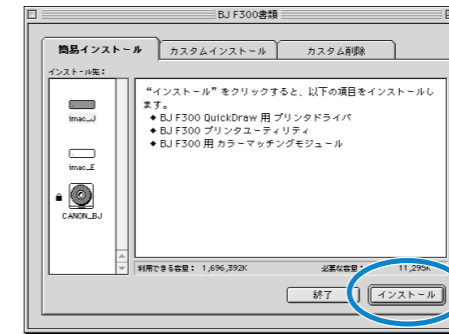 BJ F300書類
簡易インストール
カスタムインストール
カスタム削除
インストール先：
imac_J
imac_E
CANON_BJ
“インストール”をクリックすると、以下の項目をインストールし
ます。
◆ BJ F300 QuickDraw 用 プリンタドライバ
◆ BJ F300 プリンタユーティリティ
◆ BJ F300 用 カラーマッチングモジュール
利用できる容量： 1,696,392K
必要な容量： 11,295K
終了
インストール